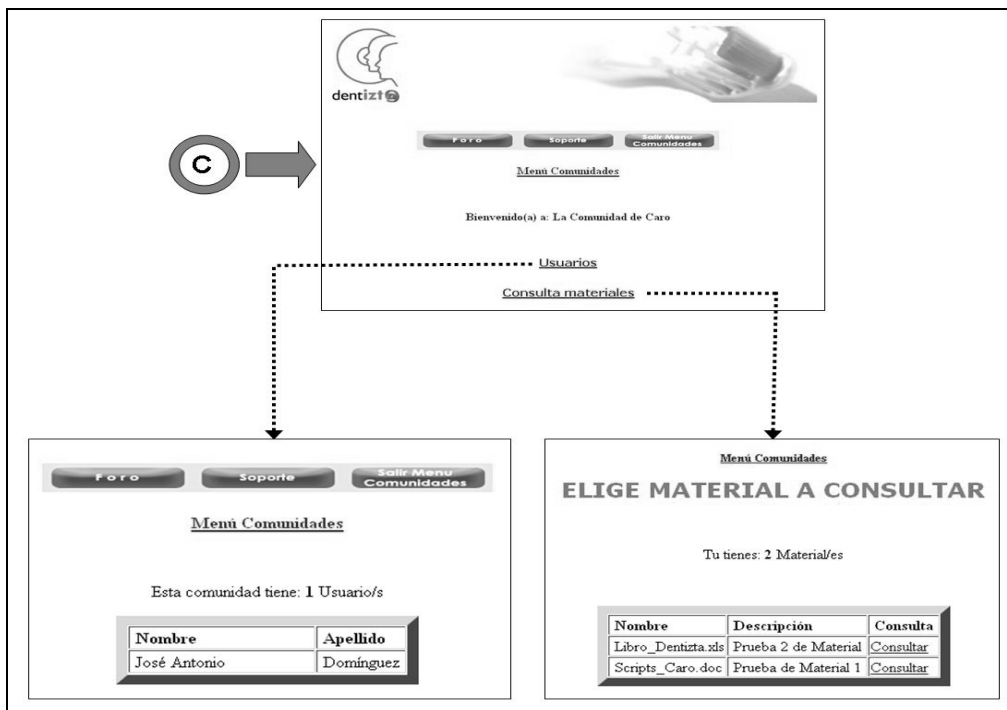 dentizt@
C
Foro Soporte Salir Menu Comunidades
Menú Comunidades
Bienvenido(a) a: La Comunidad de Caro
Usuarios
Consulta materiales
Foro Soporte Salir Menu Comunidades
Menú Comunidades
Esta comunidad tiene: 1 Usuario/s
Nombre Apellido
José Antonio Domínguez
Menú Comunidades
ELIGE MATERIAL A CONSULTAR
Tu tienes: 2 Material/es
Nombre Descripción Consulta
Libro_Dentizta.xls Prueba 2 de Material Consultar
Scripts_Caro.doc Prueba de Material 1 Consultar